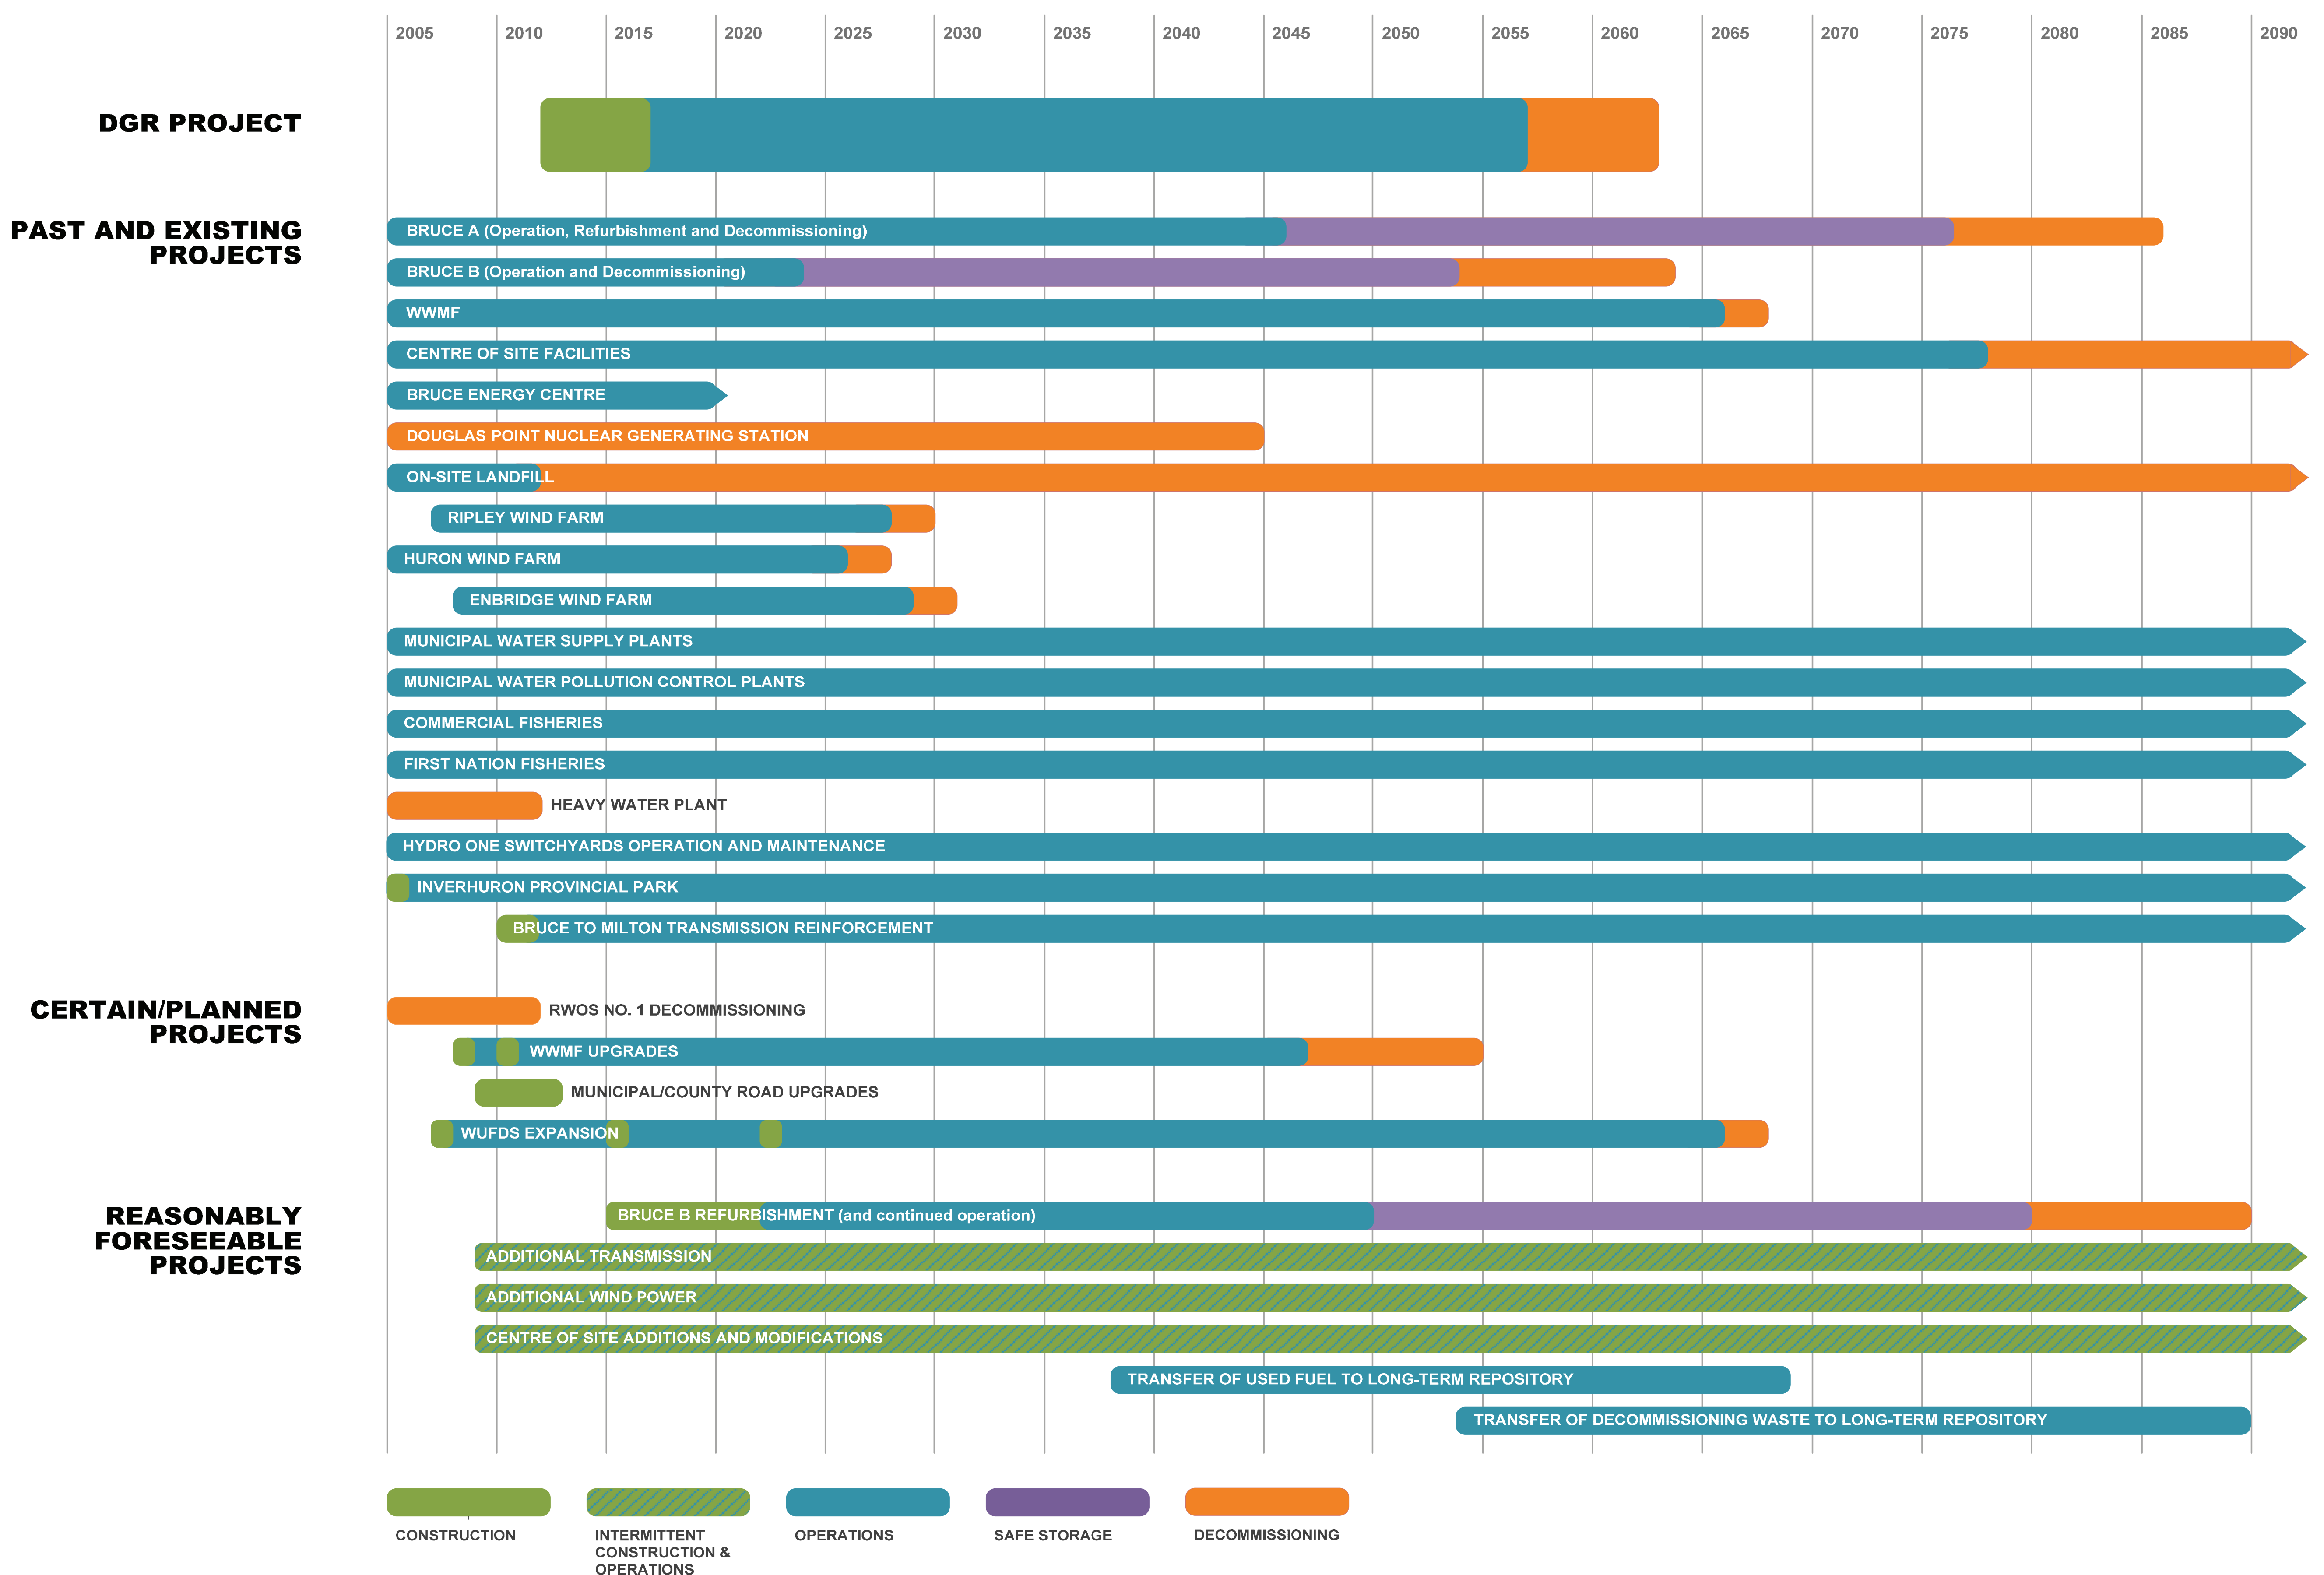 2005 2010 2015 2020 2025 2030 2035 2040 2045 2050 2055 2060 2065 2070 2075 2080 2085 2090
DGR PROJECT
PAST AND EXISTING
PROJECTS
BRUCE A (Operation, Refurbishment and Decommissioning)
BRUCE B (Operation and Decommissioning)
WWMF
CENTRE OF SITE FACILITIES
BRUCE ENERGY CENTRE
DOUGLAS POINT NUCLEAR GENERATING STATION
ON-SITE LANDFILL
RIPLEY WIND FARM
HURON WIND FARM
ENBRIDGE WIND FARM
MUNICIPAL WATER SUPPLY PLANTS
MUNICIPAL WATER POLLUTION CONTROL PLANTS
COMMERCIAL FISHERIES
FIRST NATION FISHERIES
HEAVY WATER PLANT
HYDRO ONE SWITCHYARDS OPERATION AND MAINTENANCE
INVERHURON PROVINCIAL PARK
BRUCE TO MILTON TRANSMISSION REINFORCEMENT
CERTAIN/PLANNED
PROJECTS
RWOS NO. 1 DECOMMISSIONING
WWMF UPGRADES
MUNICIPAL/COUNTY ROAD UPGRADES
WUFDS EXPANSION
REASONABLY
FORESEEABLE
PROJECTS
BRUCE B REFURBISHMENT (and continued operation)
ADDITIONAL TRANSMISSION
ADDITIONAL WIND POWER
CENTRE OF SITE ADDITIONS AND MODIFICATIONS
TRANSFER OF USED FUEL TO LONG-TERM REPOSITORY
TRANSFER OF DECOMMISSIONING WASTE TO LONG-TERM REPOSITORY
CONSTRUCTION
INTERMITTENT
CONSTRUCTION &
OPERATIONS
OPERATIONS
SAFE STORAGE
DECOMMISSIONING